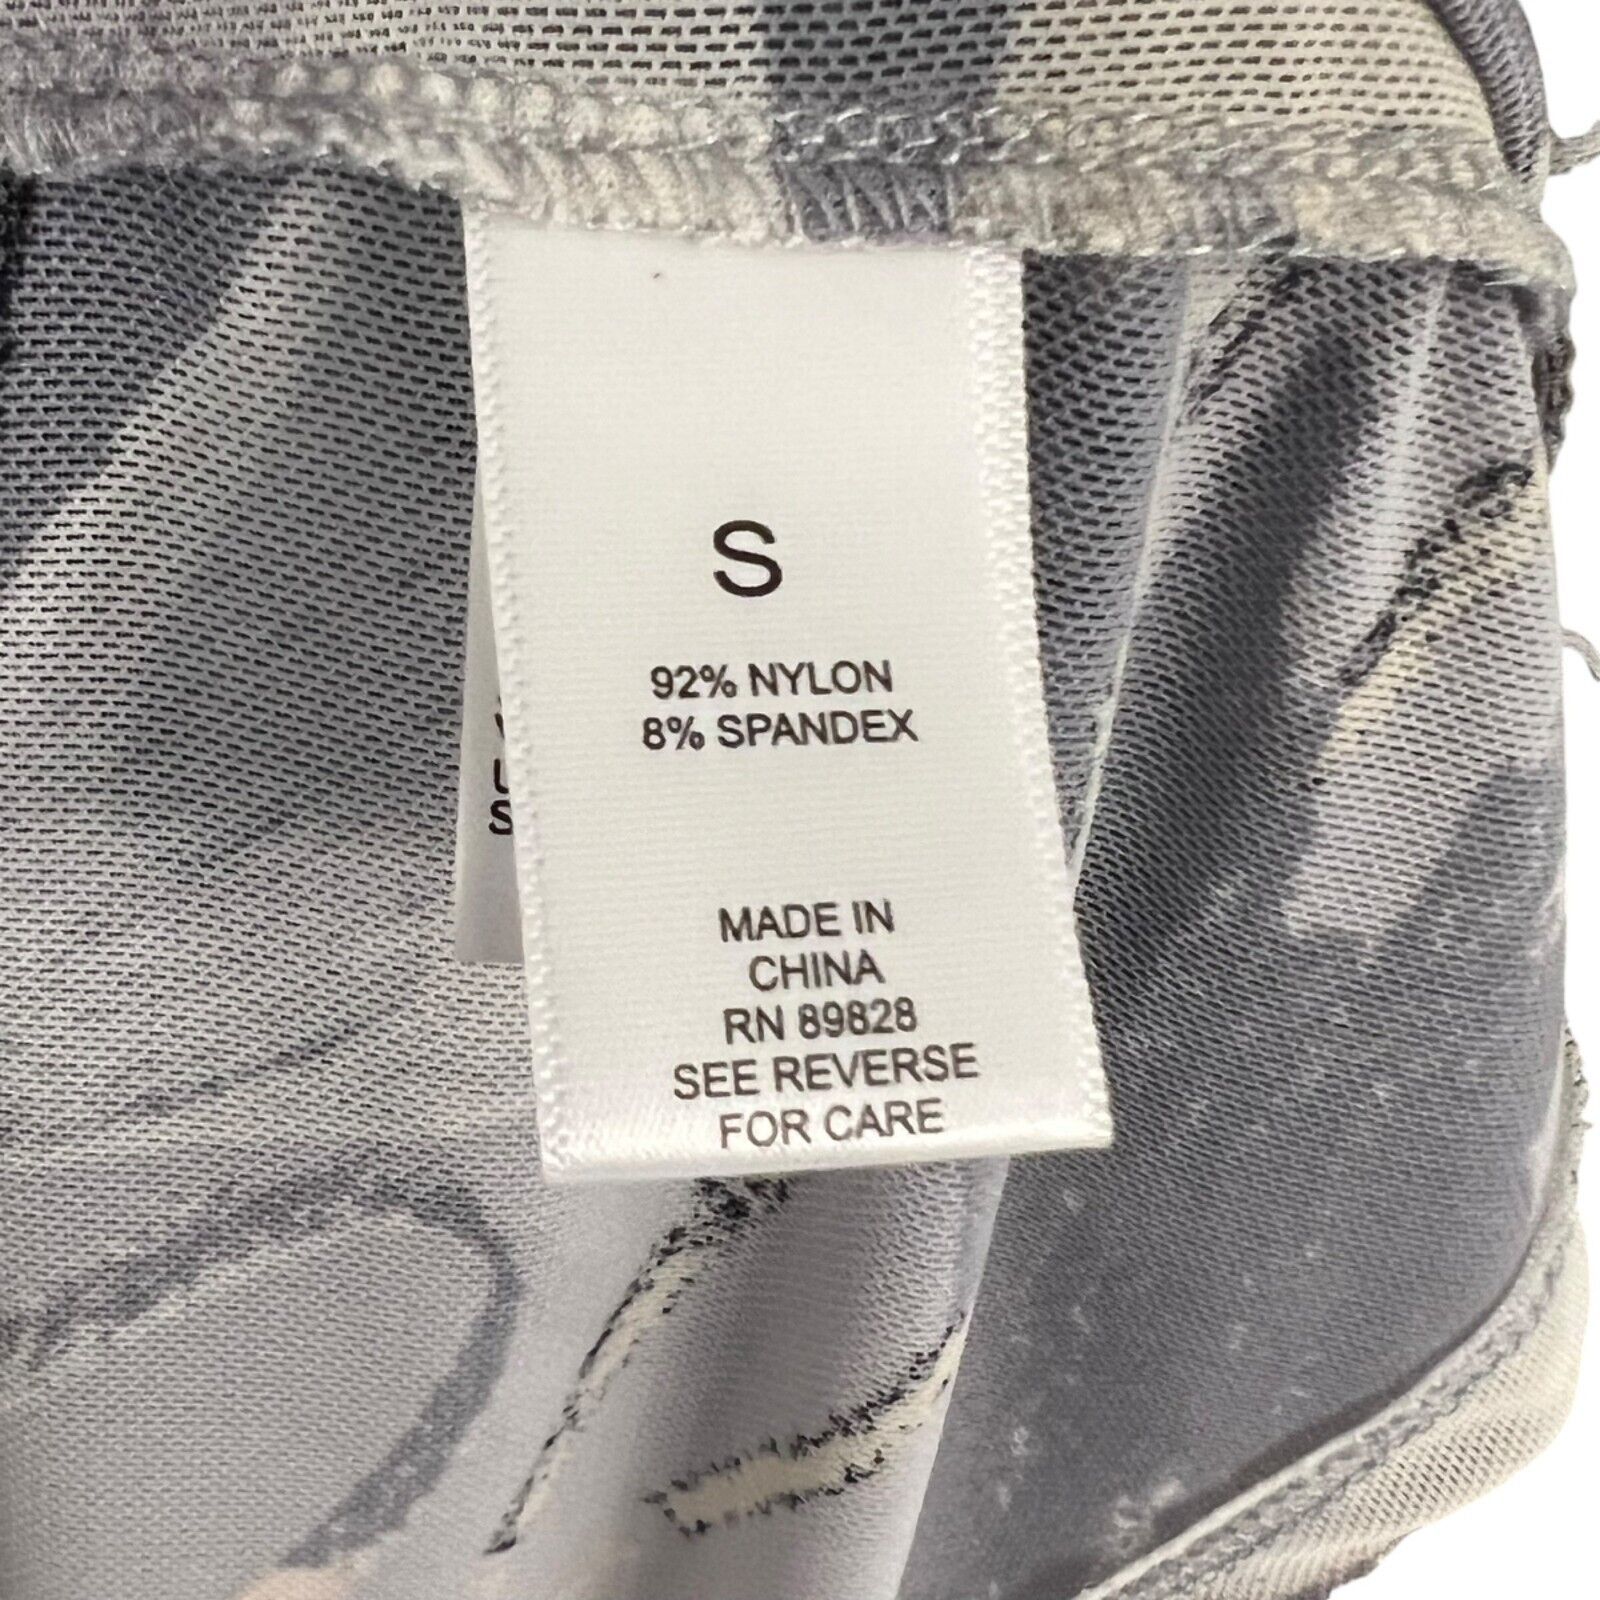 S
92% NYLON
8% SPANDEX
MADE IN
CHINA
RN 89828
SEE REVERSE
FOR CARE